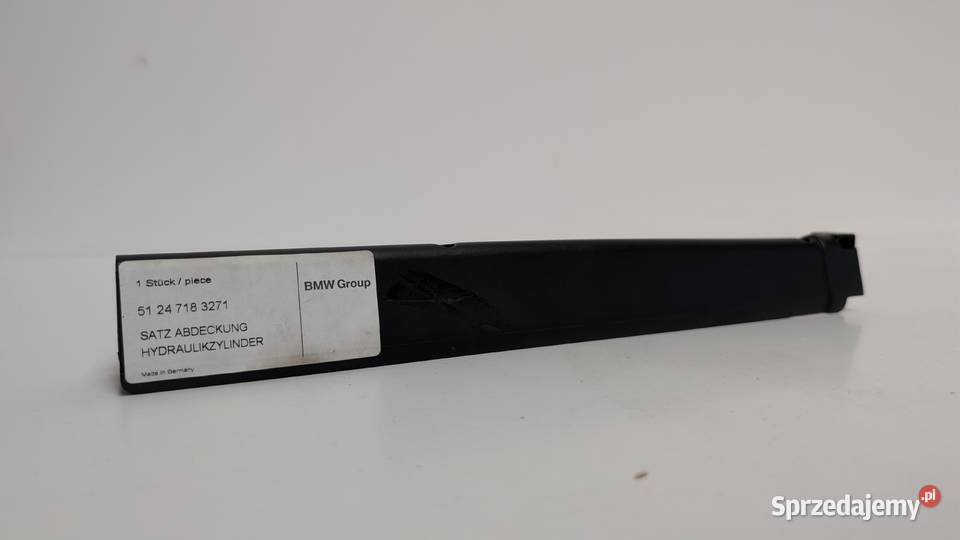 1 Stück / piece
BMW Group
51 24 718 3271
SATZ ABDECKUNG
HYDRAULIKZYLINDER
Made in Germany
Sprzedajemy.pl